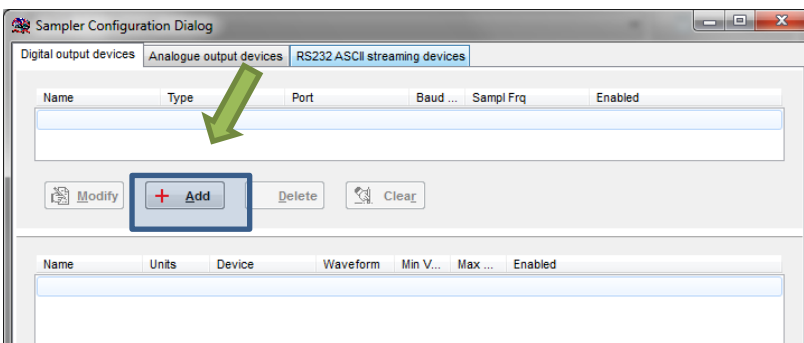 Sampler Configuration Dialog
Digital output devices Analogue output devices RS232 ASCII streaming devices
Name Type Port Baud ... Sampl Frq Enabled
Modify Add Delete Clear
Name Units Device Waveform Min V... Max ... Enabled